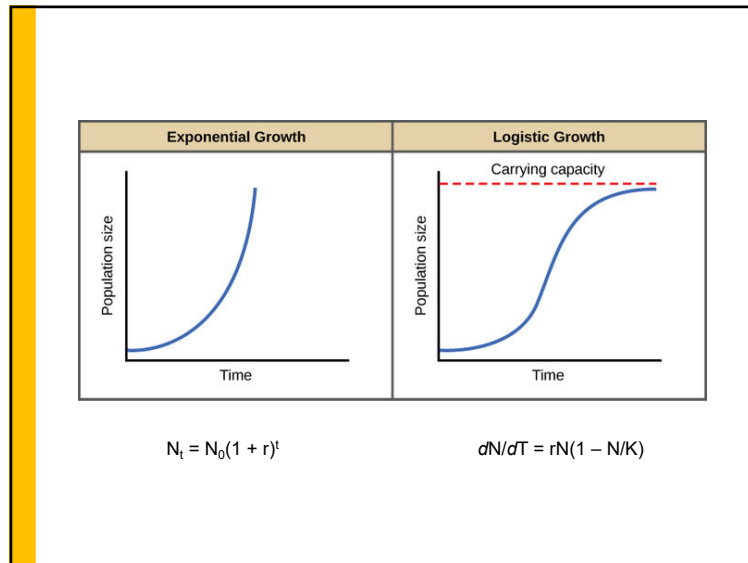 Exponential Growth
Logistic Growth
Population size
Time
Carrying capacity
Population size
Time
Nₜ = N₀(1 + r)ᵗ
dN/dT = rN(1 – N/K)